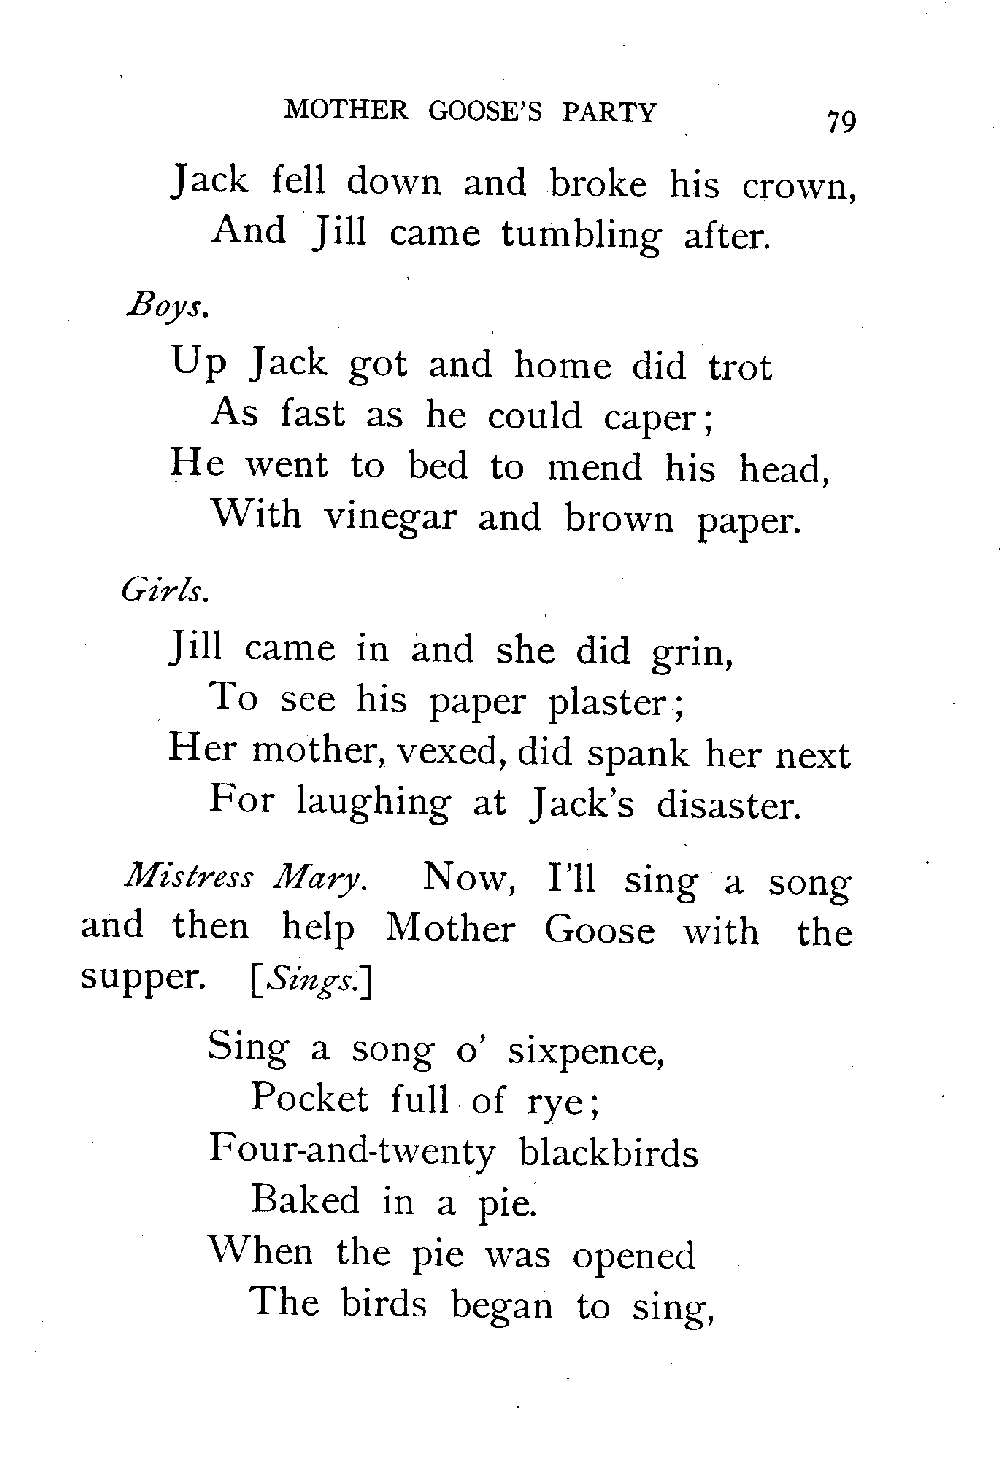 MOTHER GOOSE'S PARTY 79
Jack fell down and broke his crown,
And Jill came tumbling after.
Boys.
Up Jack got and home did trot
As fast as he could caper;
He went to bed to mend his head,
With vinegar and brown paper.
Girls.
Jill came in and she did grin,
To see his paper plaster;
Her mother, vexed, did spank her next
For laughing at Jack's disaster.
Mistress Mary. Now, I'll sing a song
and then help Mother Goose with the
supper. [Sings.]
Sing a song o' sixpence,
Pocket full of rye;
Four-and-twenty blackbirds
Baked in a pie.
When the pie was opened
The birds began to sing,